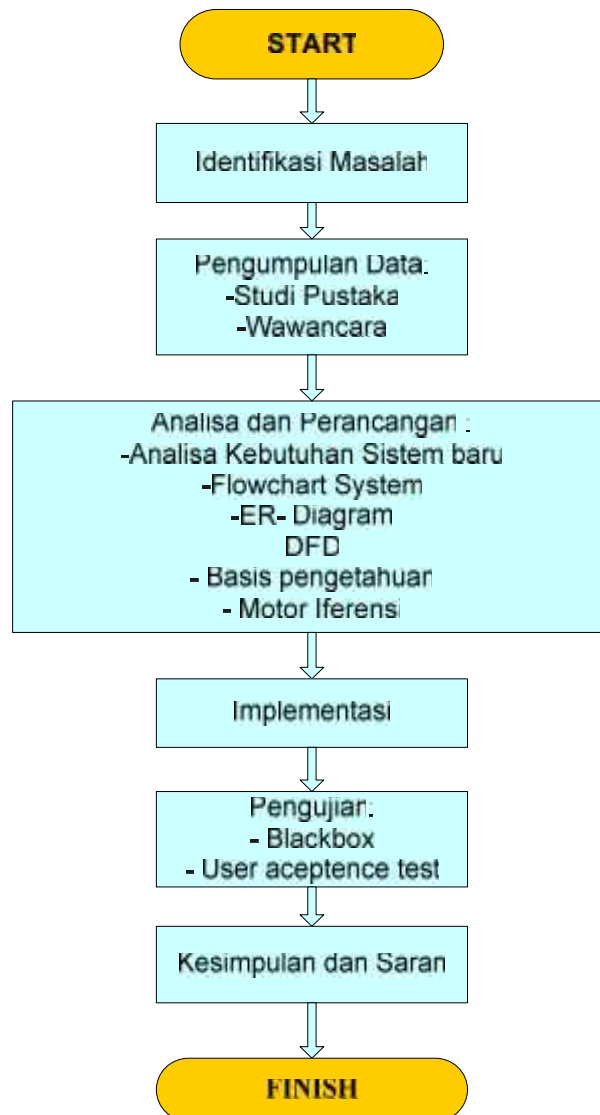 START
Identifikasi Masalah
Pengumpulan Data:
-Studi Pustaka
-Wawancara
Analisa dan Perancangan :
-Analisa Kebutuhan Sistem baru
-Flowchart System
-ER- Diagram
DFD
- Basis pengetahuan
- Motor Iferensi
Implementasi
Pengujian:
- Blackbox
- User aceptence test
Kesimpulan dan Saran
FINISH